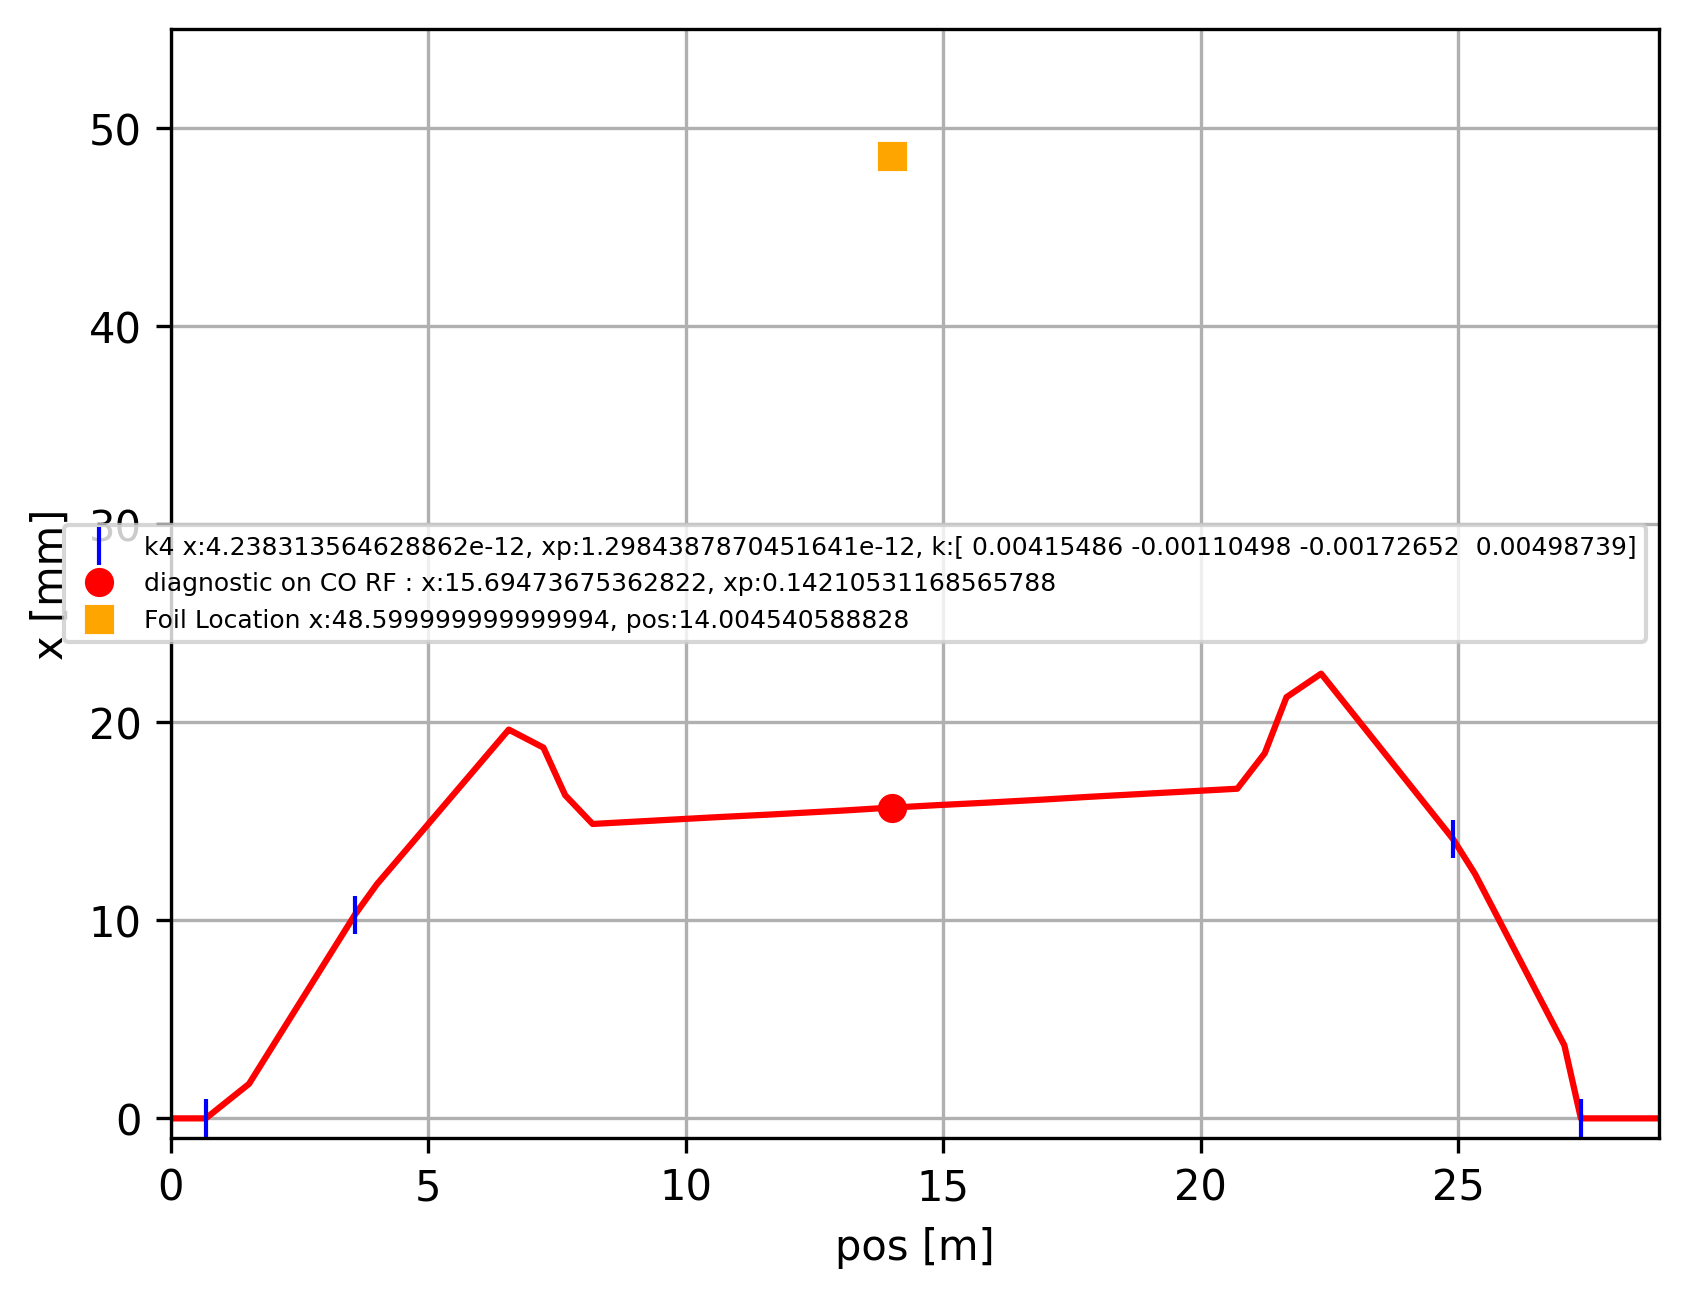 50
40
30
20
10
0
x [mm]
k4 x:4.238313564628862e-12, xp:1.2984387870451641e-12, k:[ 0.00415486 -0.00110498 -0.00172652  0.00498739]
diagnostic on CO RF : x:15.69473675362822, xp:0.14210531168565788
Foil Location x:48.599999999999994, pos:14.004540588828
0 5 10 15 20 25
pos [m]